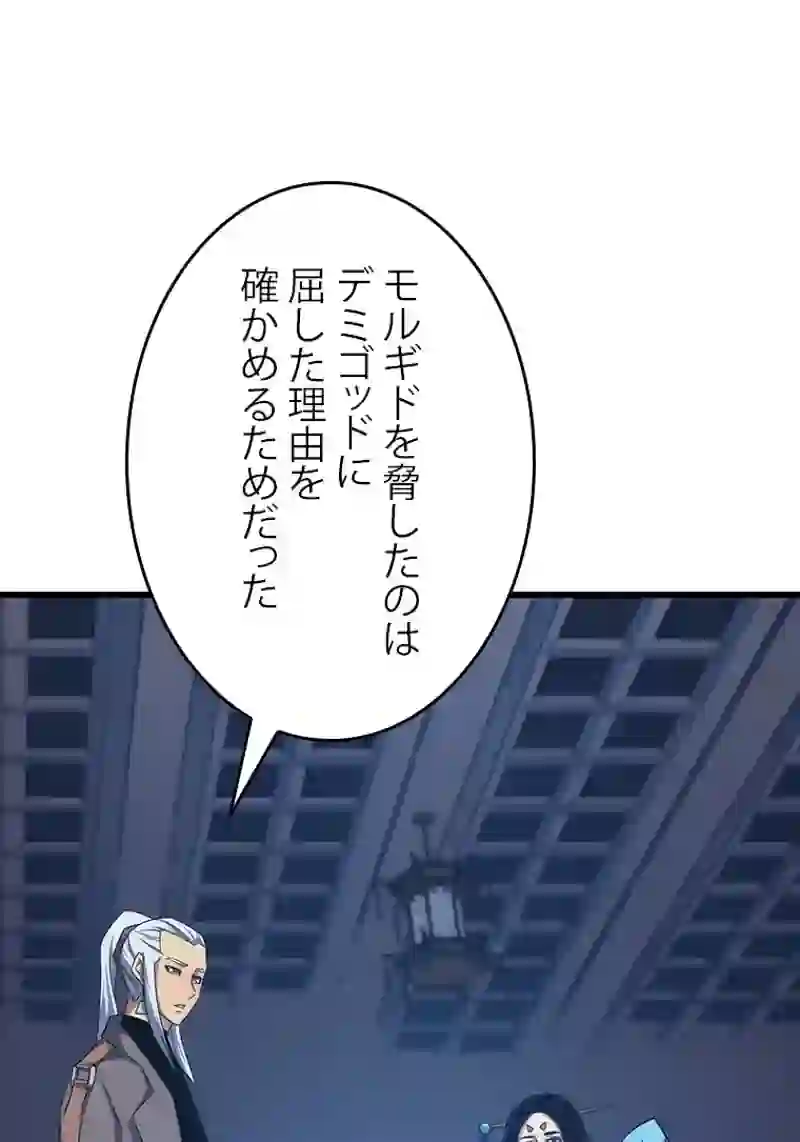 モルギドを脅したのは
デミゴッドに
屈した理由を
確かめるためだった